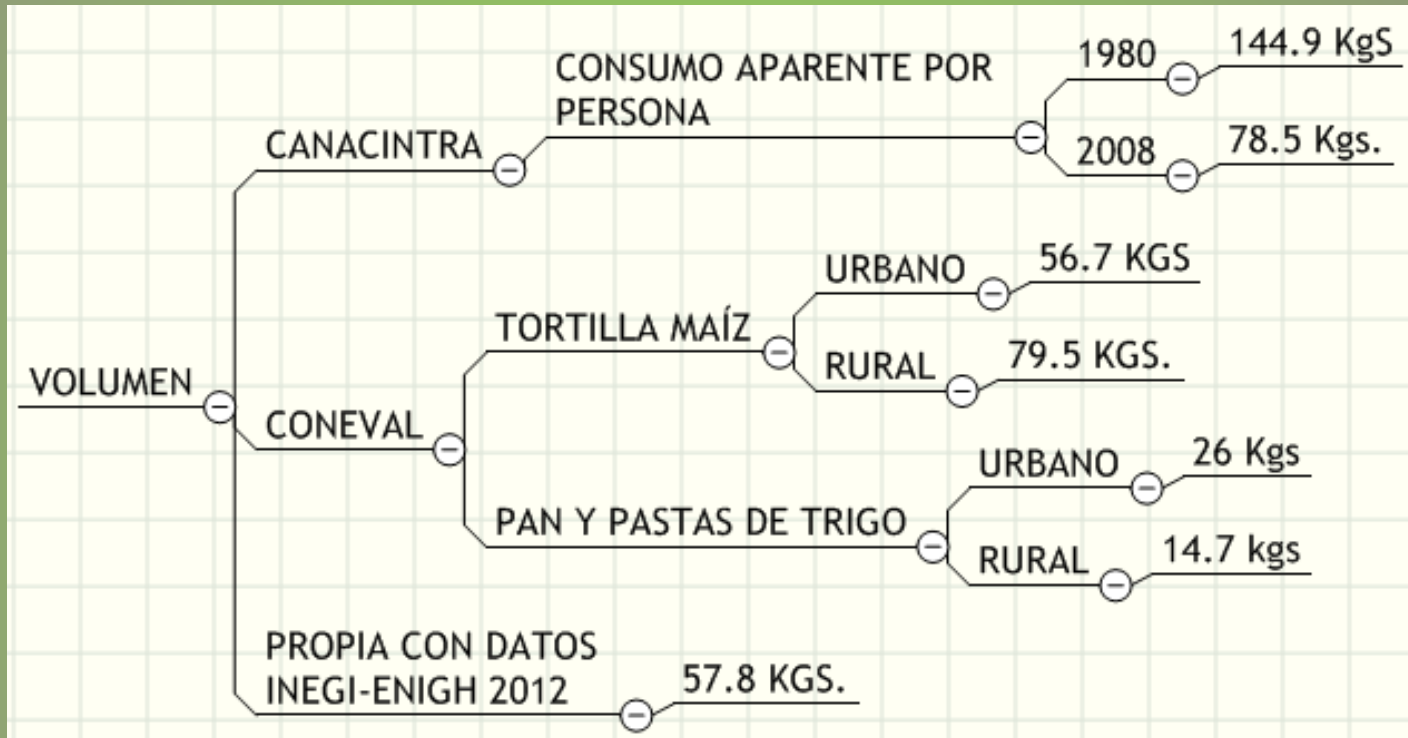 VOLUMEN
CANACINTRA
CONSUMO APARENTE POR
PERSONA
1980
144.9 KgS
2008
78.5 Kgs.
CONEVAL
TORTILLA MAÍZ
URBANO
56.7 KGS
RURAL
79.5 KGS.
PAN Y PASTAS DE TRIGO
URBANO
26 Kgs
RURAL
14.7 kgs
PROPIA CON DATOS
INEGI-ENIGH 2012
57.8 KGS.